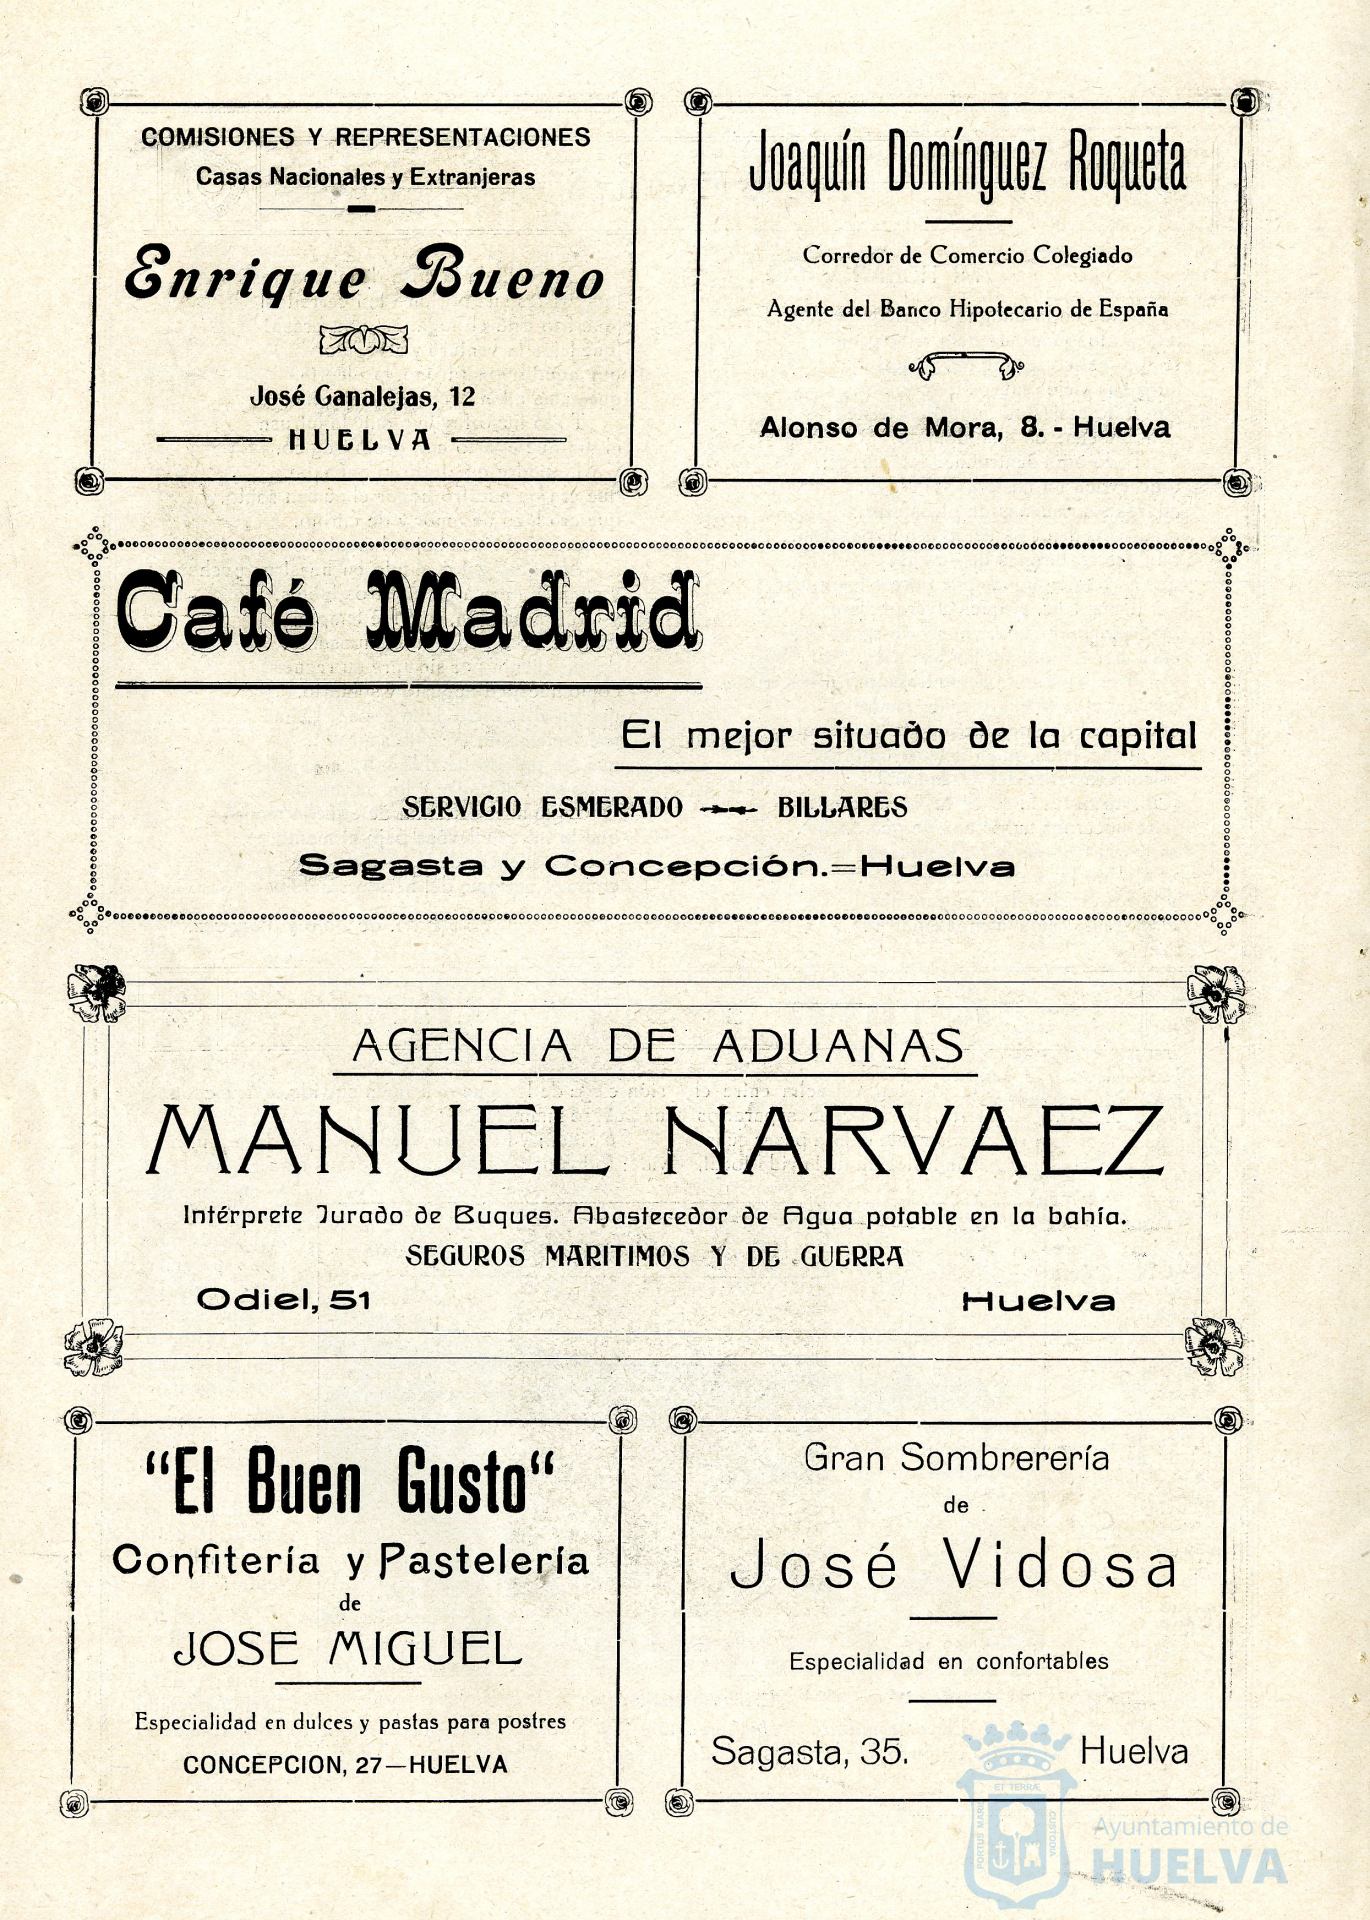 COMISIONES Y REPRESENTACIONES
Casas Nacionales y Extranjeras
Enrique Bueno
José Canalejas, 12
HUELVA
Joaquín Domínguez Roqueta
Corredor de Comercio Colegiado
Agente del Banco Hipotecario de España
Alonso de Mora, 8. - Huelva
Café Madrid
El mejor situado de la capital
SERVICIO ESMERADO BILLARES
Sagasta y Concepción.=Huelva
AGENCIA DE ADUANAS
MANUEL NARVAEZ
Intérprete Jurado de Buques. Abastecedor de Agua potable en la bahía.
SEGUROS MARITIMOS Y DE GUERRA
Odiel, 51 Huelva
"El Buen Gusto"
Confitería y Pastelería
de
JOSE MIGUEL
Especialidad en dulces y pastas para postres
CONCEPCION, 27—HUELVA
Gran Sombrerería
de
José Vidosa
Especialidad en confortables
Sagasta, 35. Huelva
PORTUS MARIS ET TERRÆ CUSTODIA
Ayuntamiento de
HUELVA